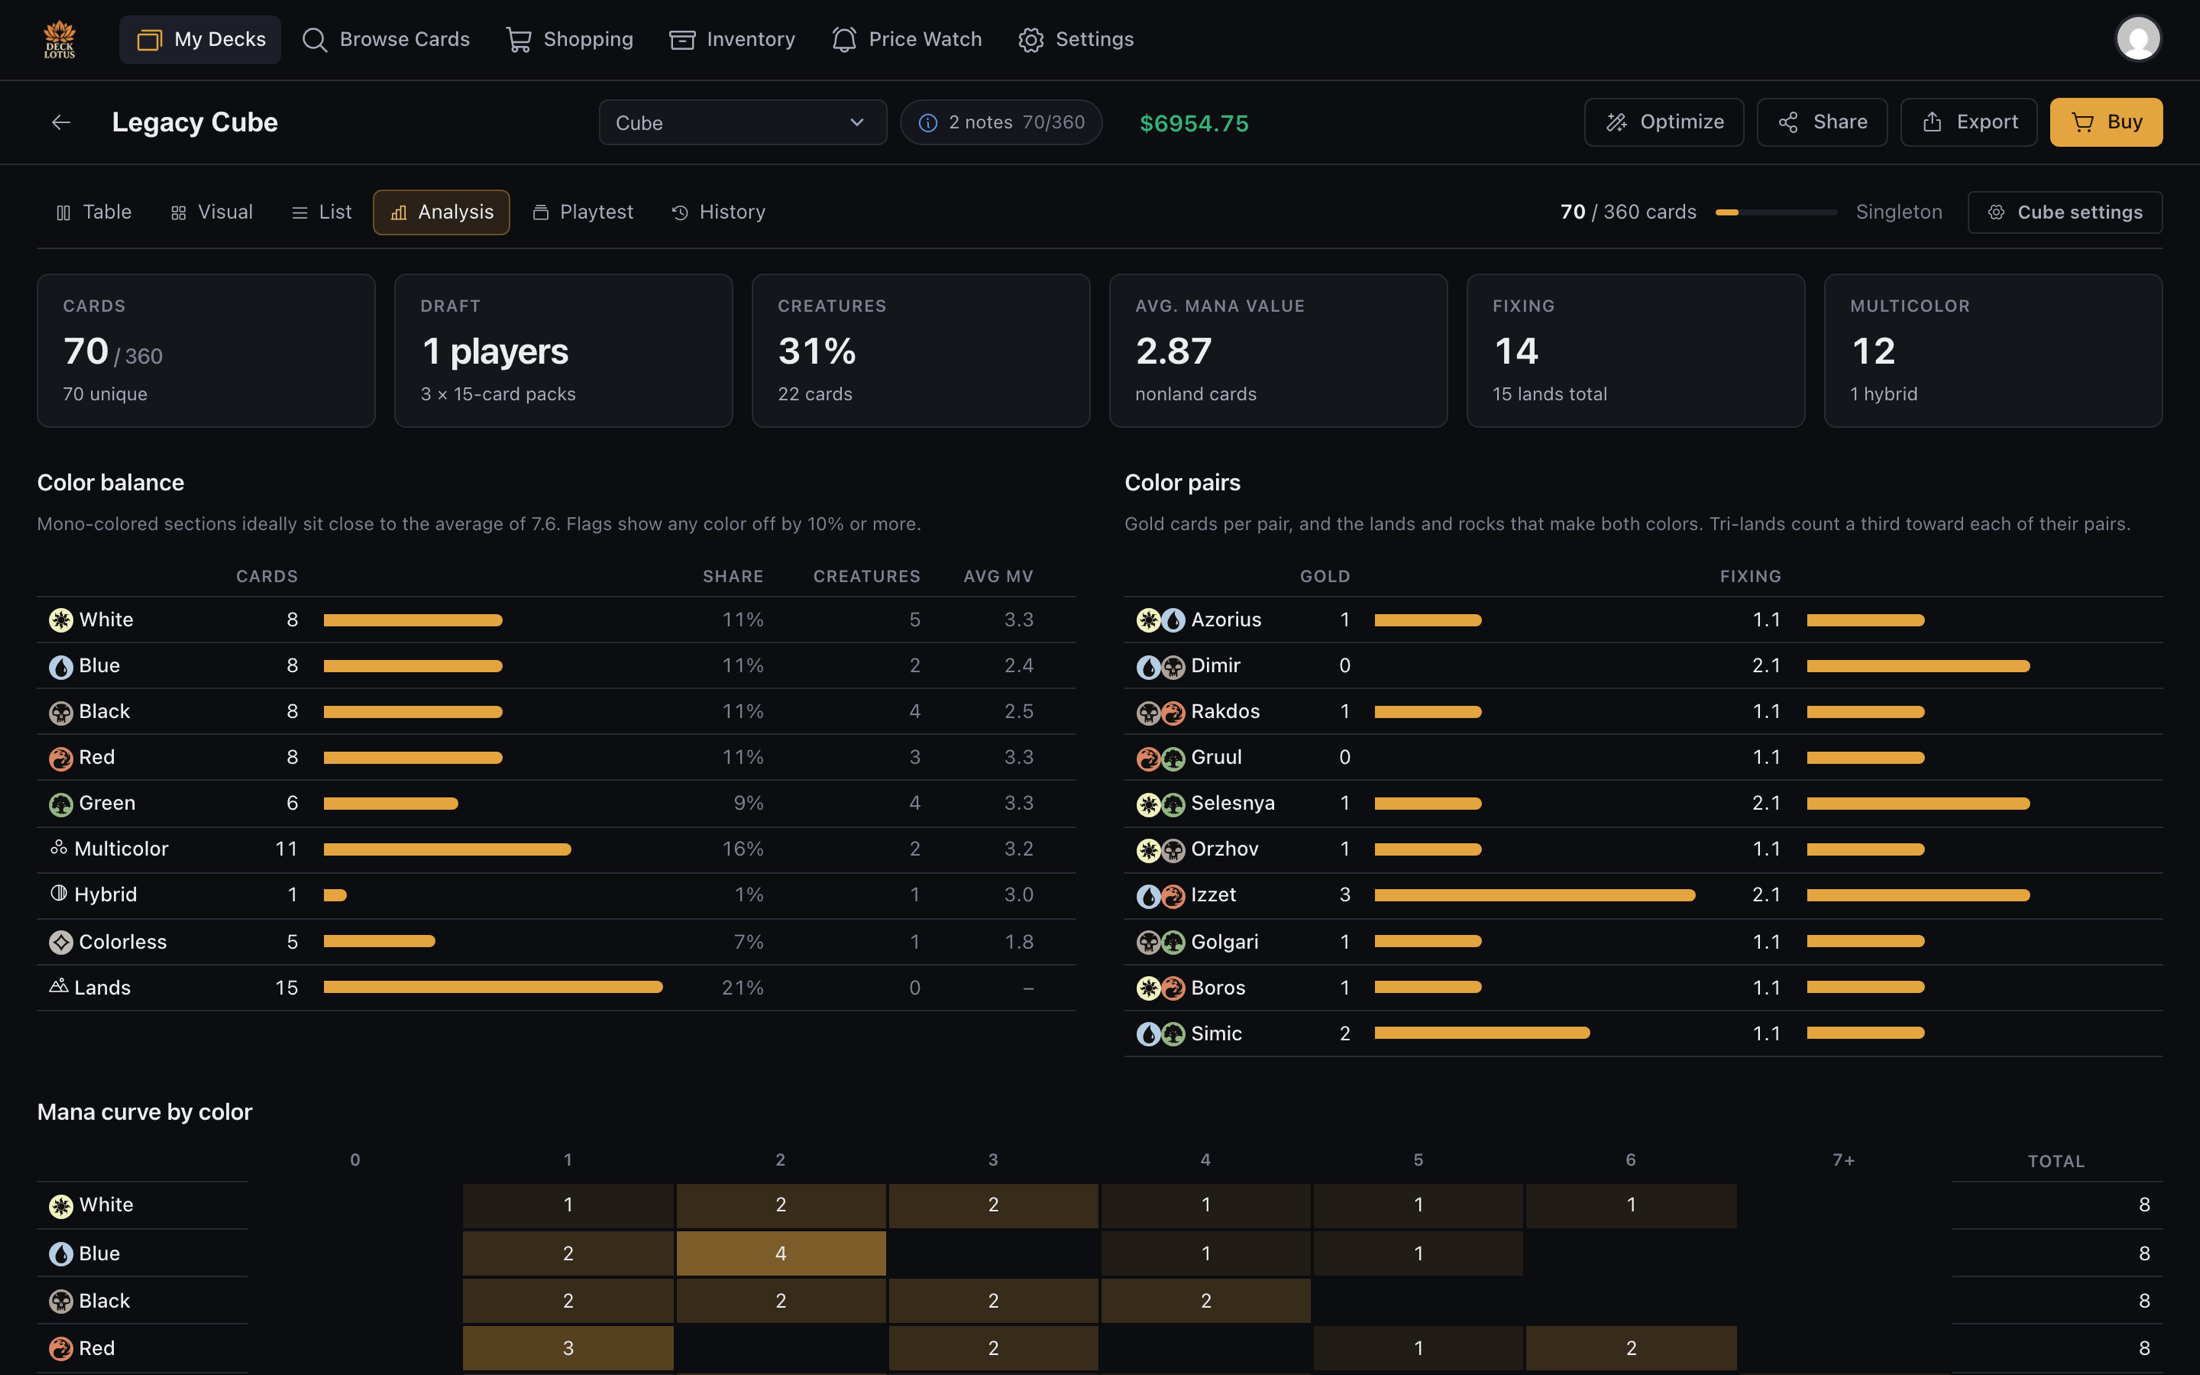 DECK
LOTUS
My Decks
Browse Cards
Shopping
Inventory
Price Watch
Settings
Legacy Cube
Cube
2 notes 70/360
$6954.75
Optimize
Share
Export
Buy
Table
Visual
List
Analysis
Playtest
History
70 / 360 cards
Singleton
Cube settings
CARDS
70 / 360
70 unique
DRAFT
1 players
3 × 15-card packs
CREATURES
31%
22 cards
AVG. MANA VALUE
2.87
nonland cards
FIXING
14
15 lands total
MULTICOLOR
12
1 hybrid
Color balance
Mono-colored sections ideally sit close to the average of 7.6. Flags show any color off by 10% or more.
CARDS SHARE CREATURES AVG MV
White 8 11% 5 3.3
Blue 8 11% 2 2.4
Black 8 11% 4 2.5
Red 8 11% 3 3.3
Green 6 9% 4 3.3
Multicolor 11 16% 2 3.2
Hybrid 1 1% 1 3.0
Colorless 5 7% 1 1.8
Lands 15 21% 0 –
Color pairs
Gold cards per pair, and the lands and rocks that make both colors. Tri-lands count a third toward each of their pairs.
GOLD FIXING
Azorius 1 1.1
Dimir 0 2.1
Rakdos 1 1.1
Gruul 0 1.1
Selesnya 1 2.1
Orzhov 1 1.1
Izzet 3 2.1
Golgari 1 1.1
Boros 1 1.1
Simic 2 1.1
Mana curve by color
0 1 2 3 4 5 6 7+ TOTAL
White 1 2 2 1 1 1 8
Blue 2 4 1 1 8
Black 2 2 2 2 8
Red 3 2 1 2 8